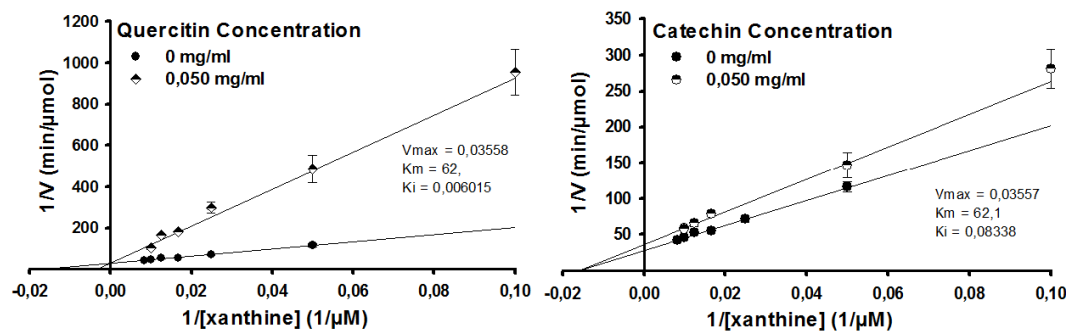 Quercitin Concentration
0 mg/ml
0,050 mg/ml
1/V (min/µmol)
1200
1000
800
600
400
200
Vmax = 0,03558
Km = 62,
Ki = 0,006015
-0,02
0,00
0,02
0,04
0,06
0,08
0,10
1/[xanthine] (1/µM)
Catechin Concentration
0 mg/ml
0,050 mg/ml
1/V (min/µmol)
350
300
250
200
150
100
50
Vmax = 0,03557
Km = 62,1
Ki = 0,08338
-0,02
0,00
0,02
0,04
0,06
0,08
0,10
1/[xanthine] (1/µM)